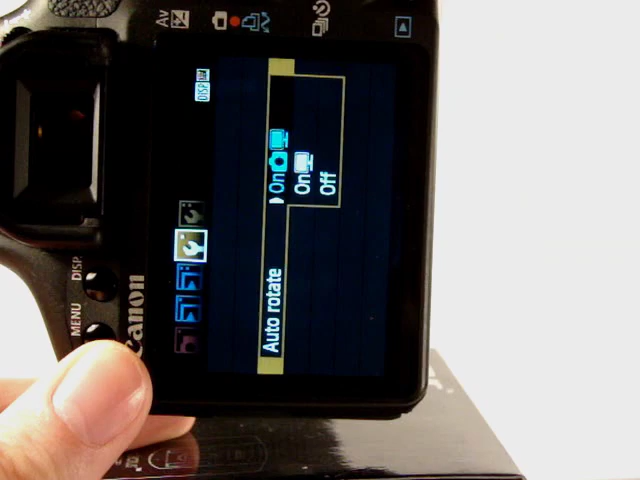 MENU
DISP.
Canon
Av
DISP.
Auto rotate
On
On
Off